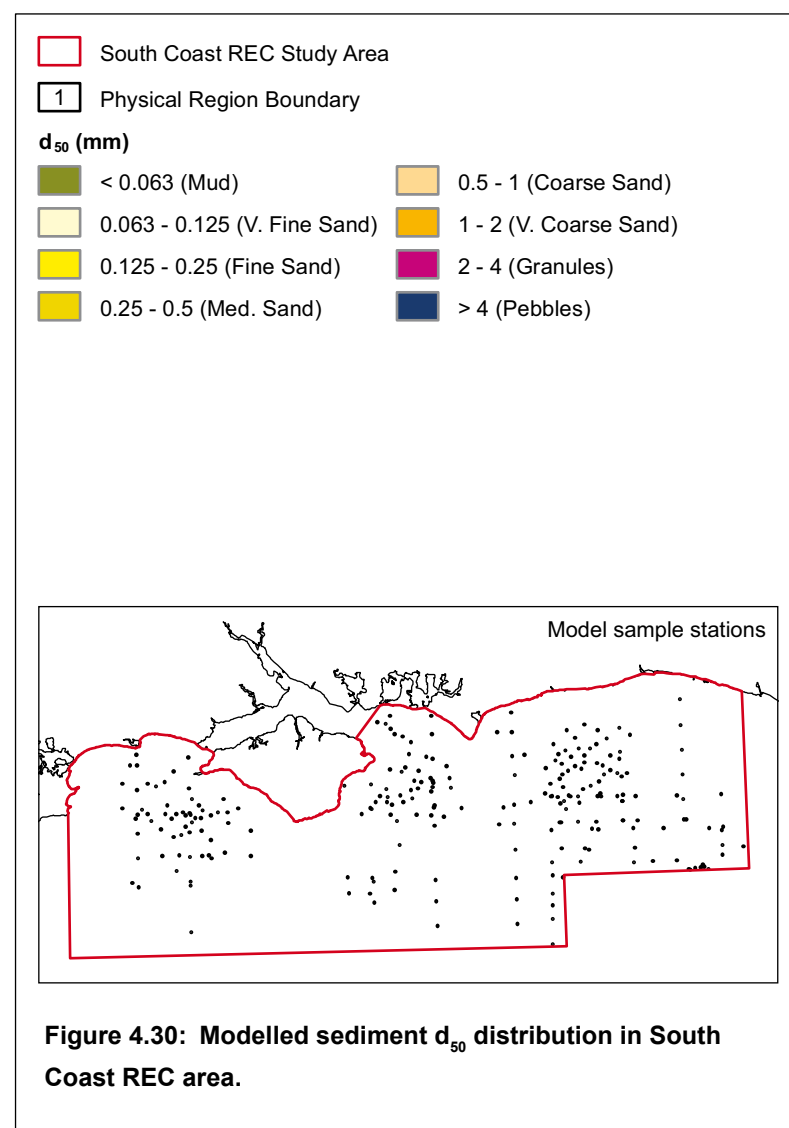 South Coast REC Study Area
1 Physical Region Boundary
d50 (mm)
< 0.063 (Mud)
0.063 - 0.125 (V. Fine Sand)
0.125 - 0.25 (Fine Sand)
0.25 - 0.5 (Med. Sand)
0.5 - 1 (Coarse Sand)
1 - 2 (V. Coarse Sand)
2 - 4 (Granules)
> 4 (Pebbles)
Model sample stations
Figure 4.30: Modelled sediment d50 distribution in South
Coast REC area.